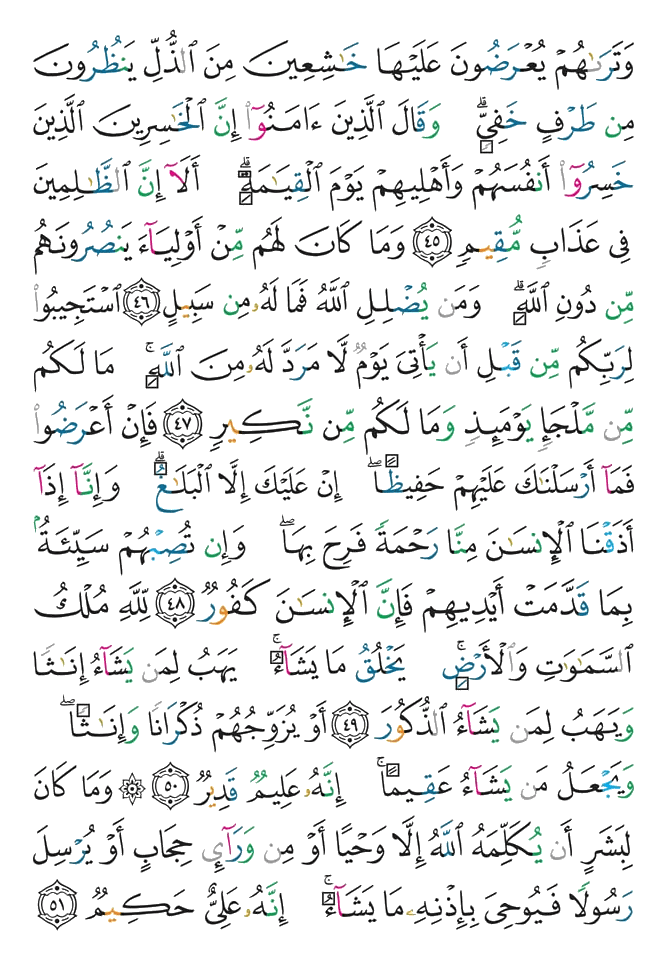 وَتَرَىٰهُمْ يُعْرَضُونَ عَلَيْهَا خَٰشِعِينَ مِنَ ٱلذُّلِّ يَنظُرُونَ
مِن طَرْفٍ خَفِيٍّ ۗ وَقَالَ ٱلَّذِينَ ءَامَنُوٓا۟ إِنَّ ٱلْخَٰسِرِينَ ٱلَّذِينَ
خَسِرُوٓا۟ أَنفُسَهُمْ وَأَهْلِيهِمْ يَوْمَ ٱلْقِيَٰمَةِ ۗ أَلَآ إِنَّ ٱلظَّٰلِمِينَ
فِى عَذَابٍ مُّقِيمٍ ٤٥ وَمَا كَانَ لَهُم مِّنْ أَوْلِيَآءَ يَنصُرُونَهُم
مِّن دُونِ ٱللَّهِ ۗ وَمَن يُضْلِلِ ٱللَّهُ فَمَا لَهُۥ مِن سَبِيلٍ ٤٦ ٱسْتَجِيبُوا۟
لِرَبِّكُم مِّن قَبْلِ أَن يَأْتِىَ يَوْمٌ لَّا مَرَدَّ لَهُۥ مِنَ ٱللَّهِ ۚ مَا لَكُم
مِّن مَّلْجَإٍ يَوْمَئِذٍ وَمَا لَكُم مِّن نَّكِيرٍ ٤٧ فَإِنْ أَعْرَضُوا۟
فَمَآ أَرْسَلْنَٰكَ عَلَيْهِمْ حَفِيظًا ۖ إِنْ عَلَيْكَ إِلَّا ٱلْبَلَٰغُ ۗ وَإِنَّآ إِذَآ
أَذَقْنَا ٱلْإِنسَٰنَ مِنَّا رَحْمَةً فَرِحَ بِهَا ۖ وَإِن تُصِبْهُمْ سَيِّئَةٌۢ
بِمَا قَدَّمَتْ أَيْدِيهِمْ فَإِنَّ ٱلْإِنسَٰنَ كَفُورٌ ٤٨ لِّلَّهِ مُلْكُ
ٱلسَّمَٰوَٰتِ وَٱلْأَرْضِ ۚ يَخْلُقُ مَا يَشَآءُ ۚ يَهَبُ لِمَن يَشَآءُ إِنَٰثًا
وَيَهَبُ لِمَن يَشَآءُ ٱلذُّكُورَ ٤٩ أَوْ يُزَوِّجُهُمْ ذُكْرَانًا وَإِنَٰثًا ۖ
وَيَجْعَلُ مَن يَشَآءُ عَقِيمًا ۚ إِنَّهُۥ عَلِيمٌ قَدِيرٌ ٥٠ ۞ وَمَا كَانَ
لِبَشَرٍ أَن يُكَلِّمَهُ ٱللَّهُ إِلَّا وَحْيًا أَوْ مِن وَرَآئِ حِجَابٍ أَوْ يُرْسِلَ
رَسُولًا فَيُوحِىَ بِإِذْنِهِۦ مَا يَشَآءُ ۚ إِنَّهُۥ عَلِىٌّ حَكِيمٌ ٥١